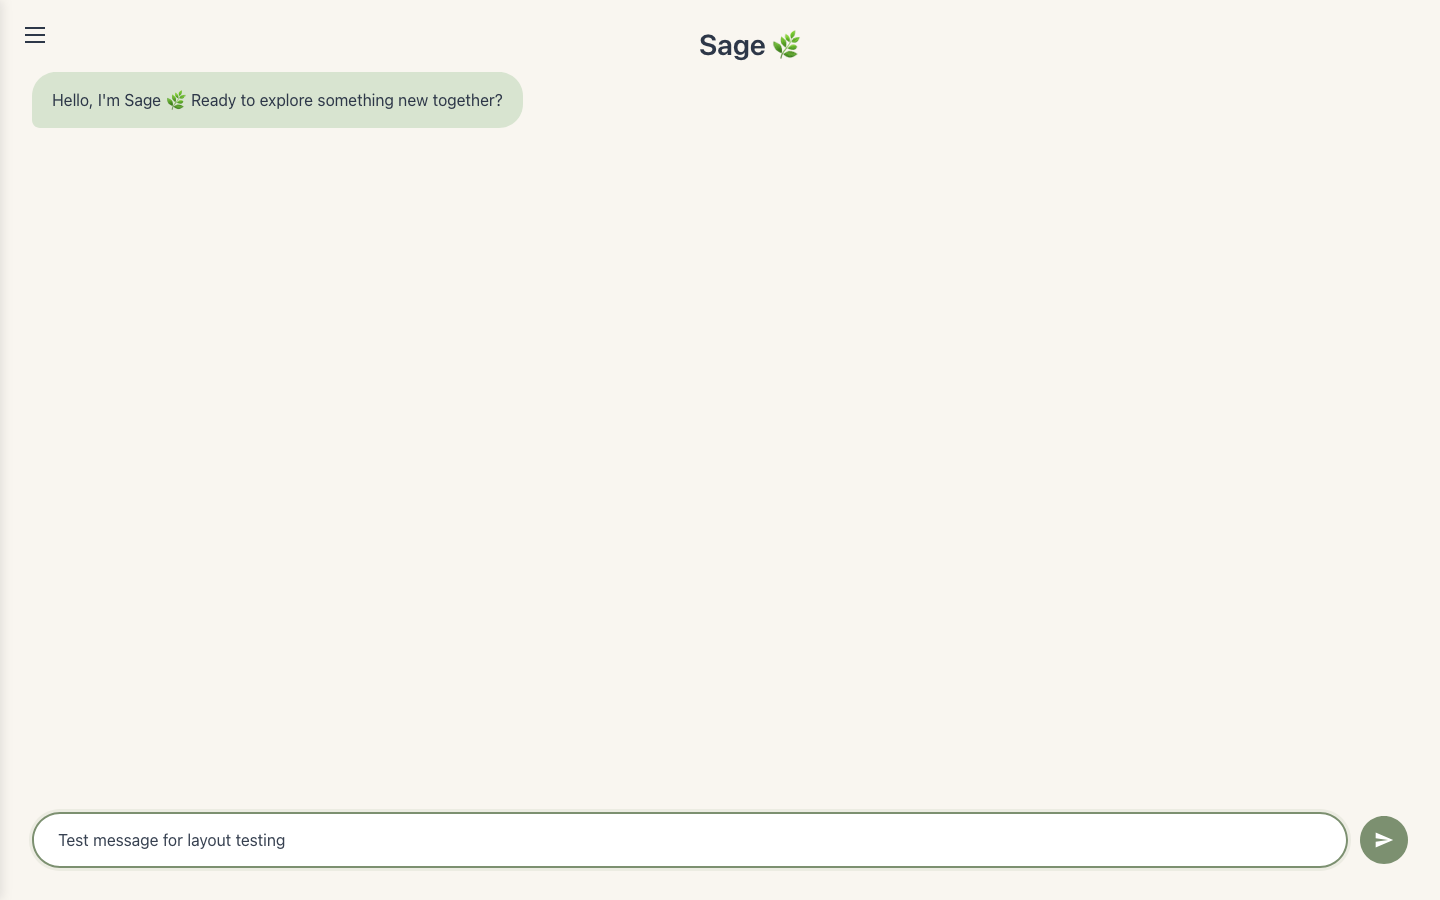 Sage 🌿
Hello, I'm Sage 🌿 Ready to explore something new together?
Test message for layout testing